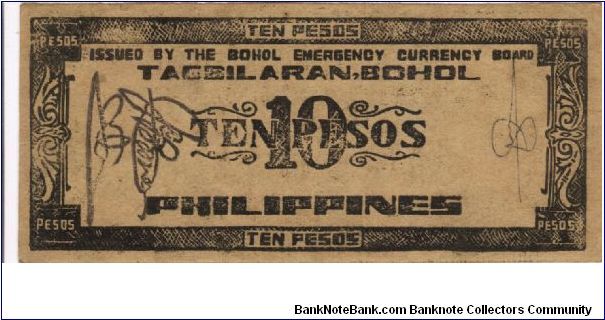 TEN PESOS
PESOS PESOS
ISSUED BY THE BOHOL EMERGENCY CURRENCY BOARD
TAGBILARAN, BOHOL
TEN PESOS
10
PHILIPPINES
PESOS PESOS
TEN PESOS
BankNoteBank.com Banknote Collectors Community